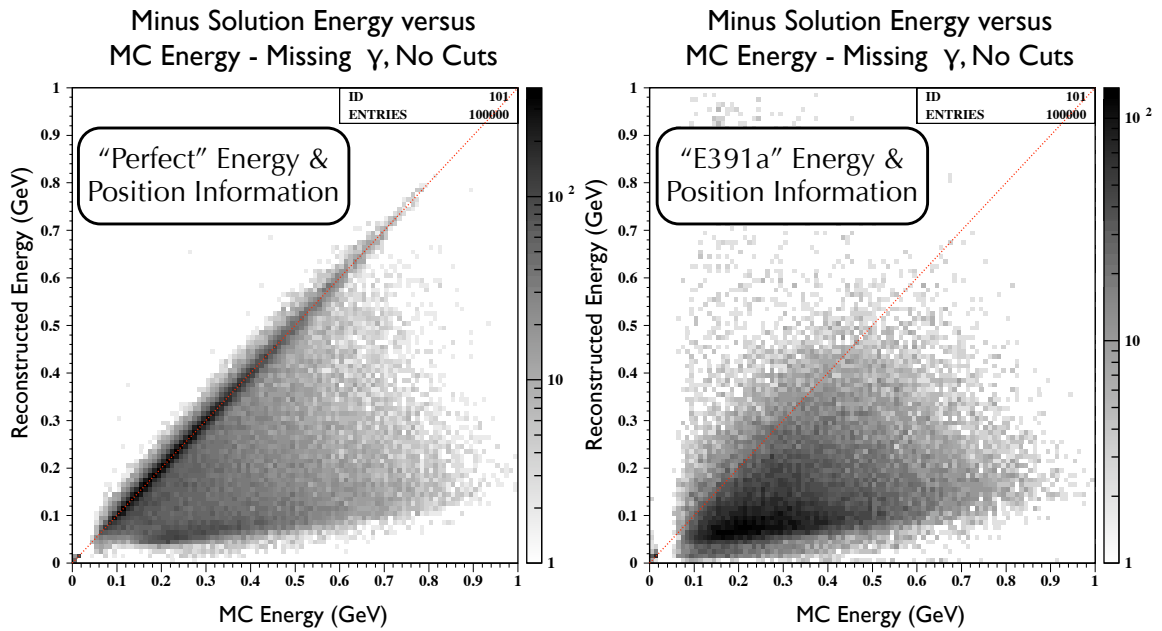 Minus Solution Energy versus
MC Energy - Missing γ, No Cuts
ID 101
ENTRIES 100000
“Perfect” Energy &
Position Information
Reconstructed Energy (GeV)
1
0.9
0.8
0.7
0.6
0.5
0.4
0.3
0.2
0.1
0
0 0.1 0.2 0.3 0.4 0.5 0.6 0.7 0.8 0.9 1
MC Energy (GeV)
10 2
10
1
Minus Solution Energy versus
MC Energy - Missing γ, No Cuts
ID 101
ENTRIES 100000
“E391a” Energy &
Position Information
Reconstructed Energy (GeV)
1
0.9
0.8
0.7
0.6
0.5
0.4
0.3
0.2
0.1
0
0 0.1 0.2 0.3 0.4 0.5 0.6 0.7 0.8 0.9 1
MC Energy (GeV)
10 2
10
1